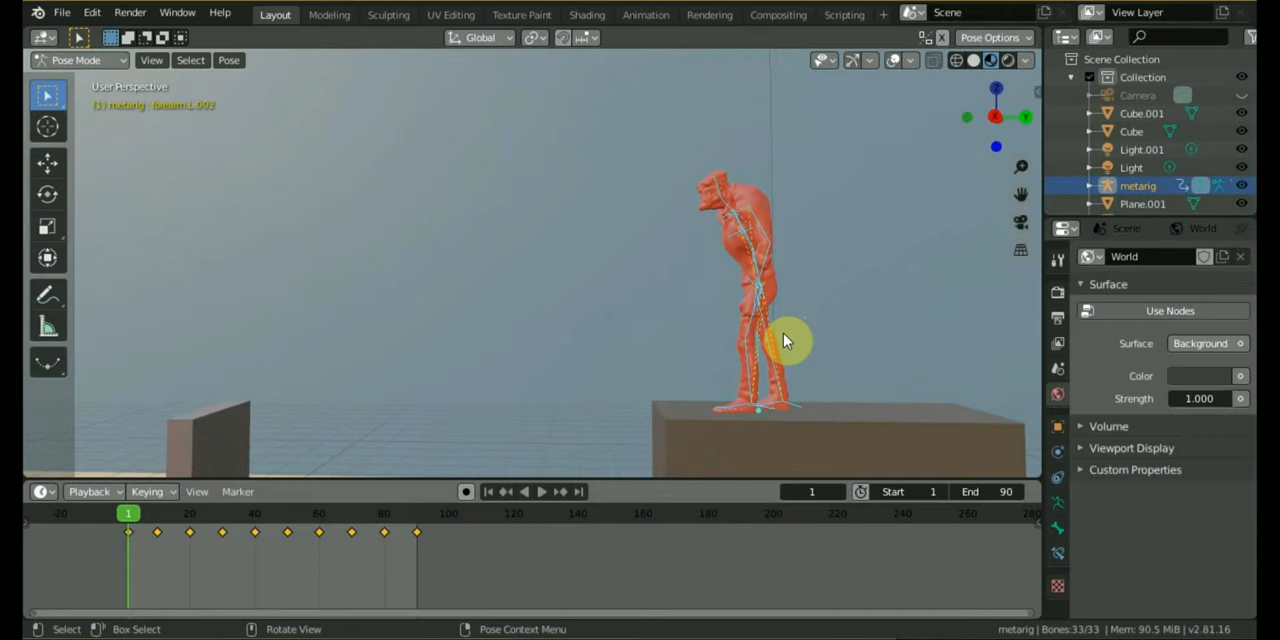 File Edit Render Window Help Layout Modeling Sculpting UV Editing Texture Paint Shading Animation Rendering Compositing Scripting + Scene View Layer
Global X Pose Options
Pose Mode View Select Pose
User Perspective
(1) metarig : forearm.L.002
Z
X
Y
Scene Collection
Collection
Camera
Cube.001
Cube
Light.001
Light
metarig
Plane.001
Scene World
World
Surface
Use Nodes
Surface Background
Color
Strength 1.000
Volume
Viewport Display
Custom Properties
Playback Keying View Marker 1 Start 1 End 90
-20 1 20 40 60 80 100 120 140 160 180 200 220 240 260 280
Select Box Select Rotate View Pose Context Menu metarig | Bones:33/33 | Mem: 90.5 MiB | v2.81.16